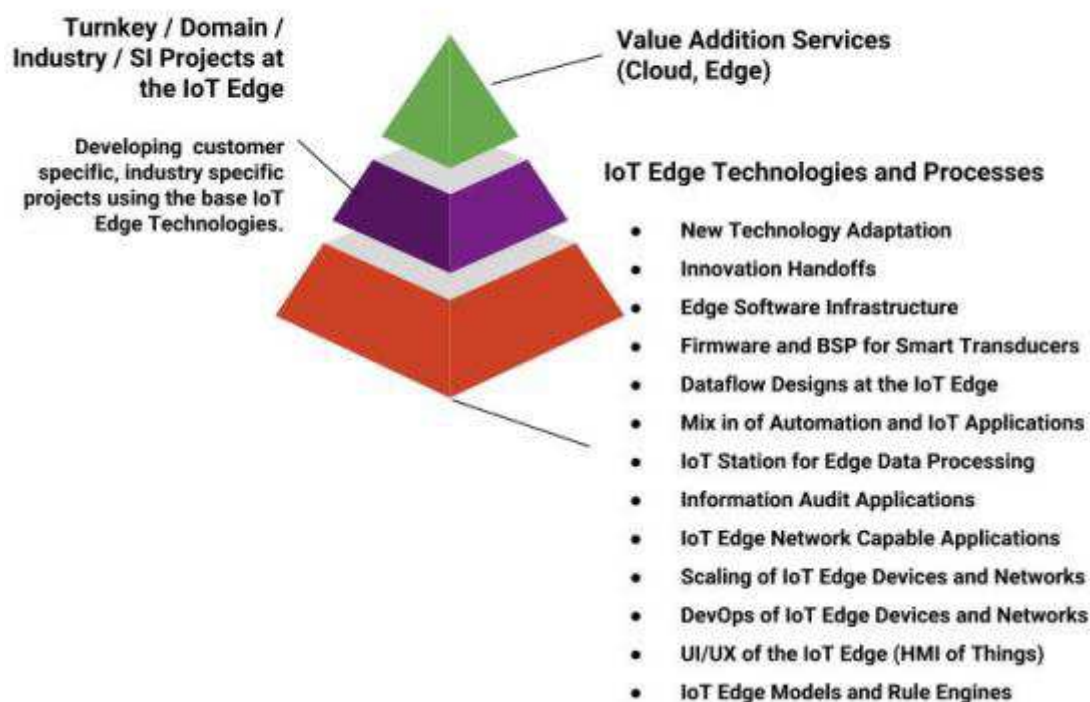 Turnkey / Domain /
Industry / SI Projects at
the IoT Edge
Developing customer
specific, industry specific
projects using the base IoT
Edge Technologies.
Value Addition Services
(Cloud, Edge)
IoT Edge Technologies and Processes
● New Technology Adaptation
● Innovation Handoffs
● Edge Software Infrastructure
● Firmware and BSP for Smart Transducers
● Dataflow Designs at the IoT Edge
● Mix in of Automation and IoT Applications
● IoT Station for Edge Data Processing
● Information Audit Applications
● IoT Edge Network Capable Applications
● Scaling of IoT Edge Devices and Networks
● DevOps of IoT Edge Devices and Networks
● UI/UX of the IoT Edge (HMI of Things)
● IoT Edge Models and Rule Engines